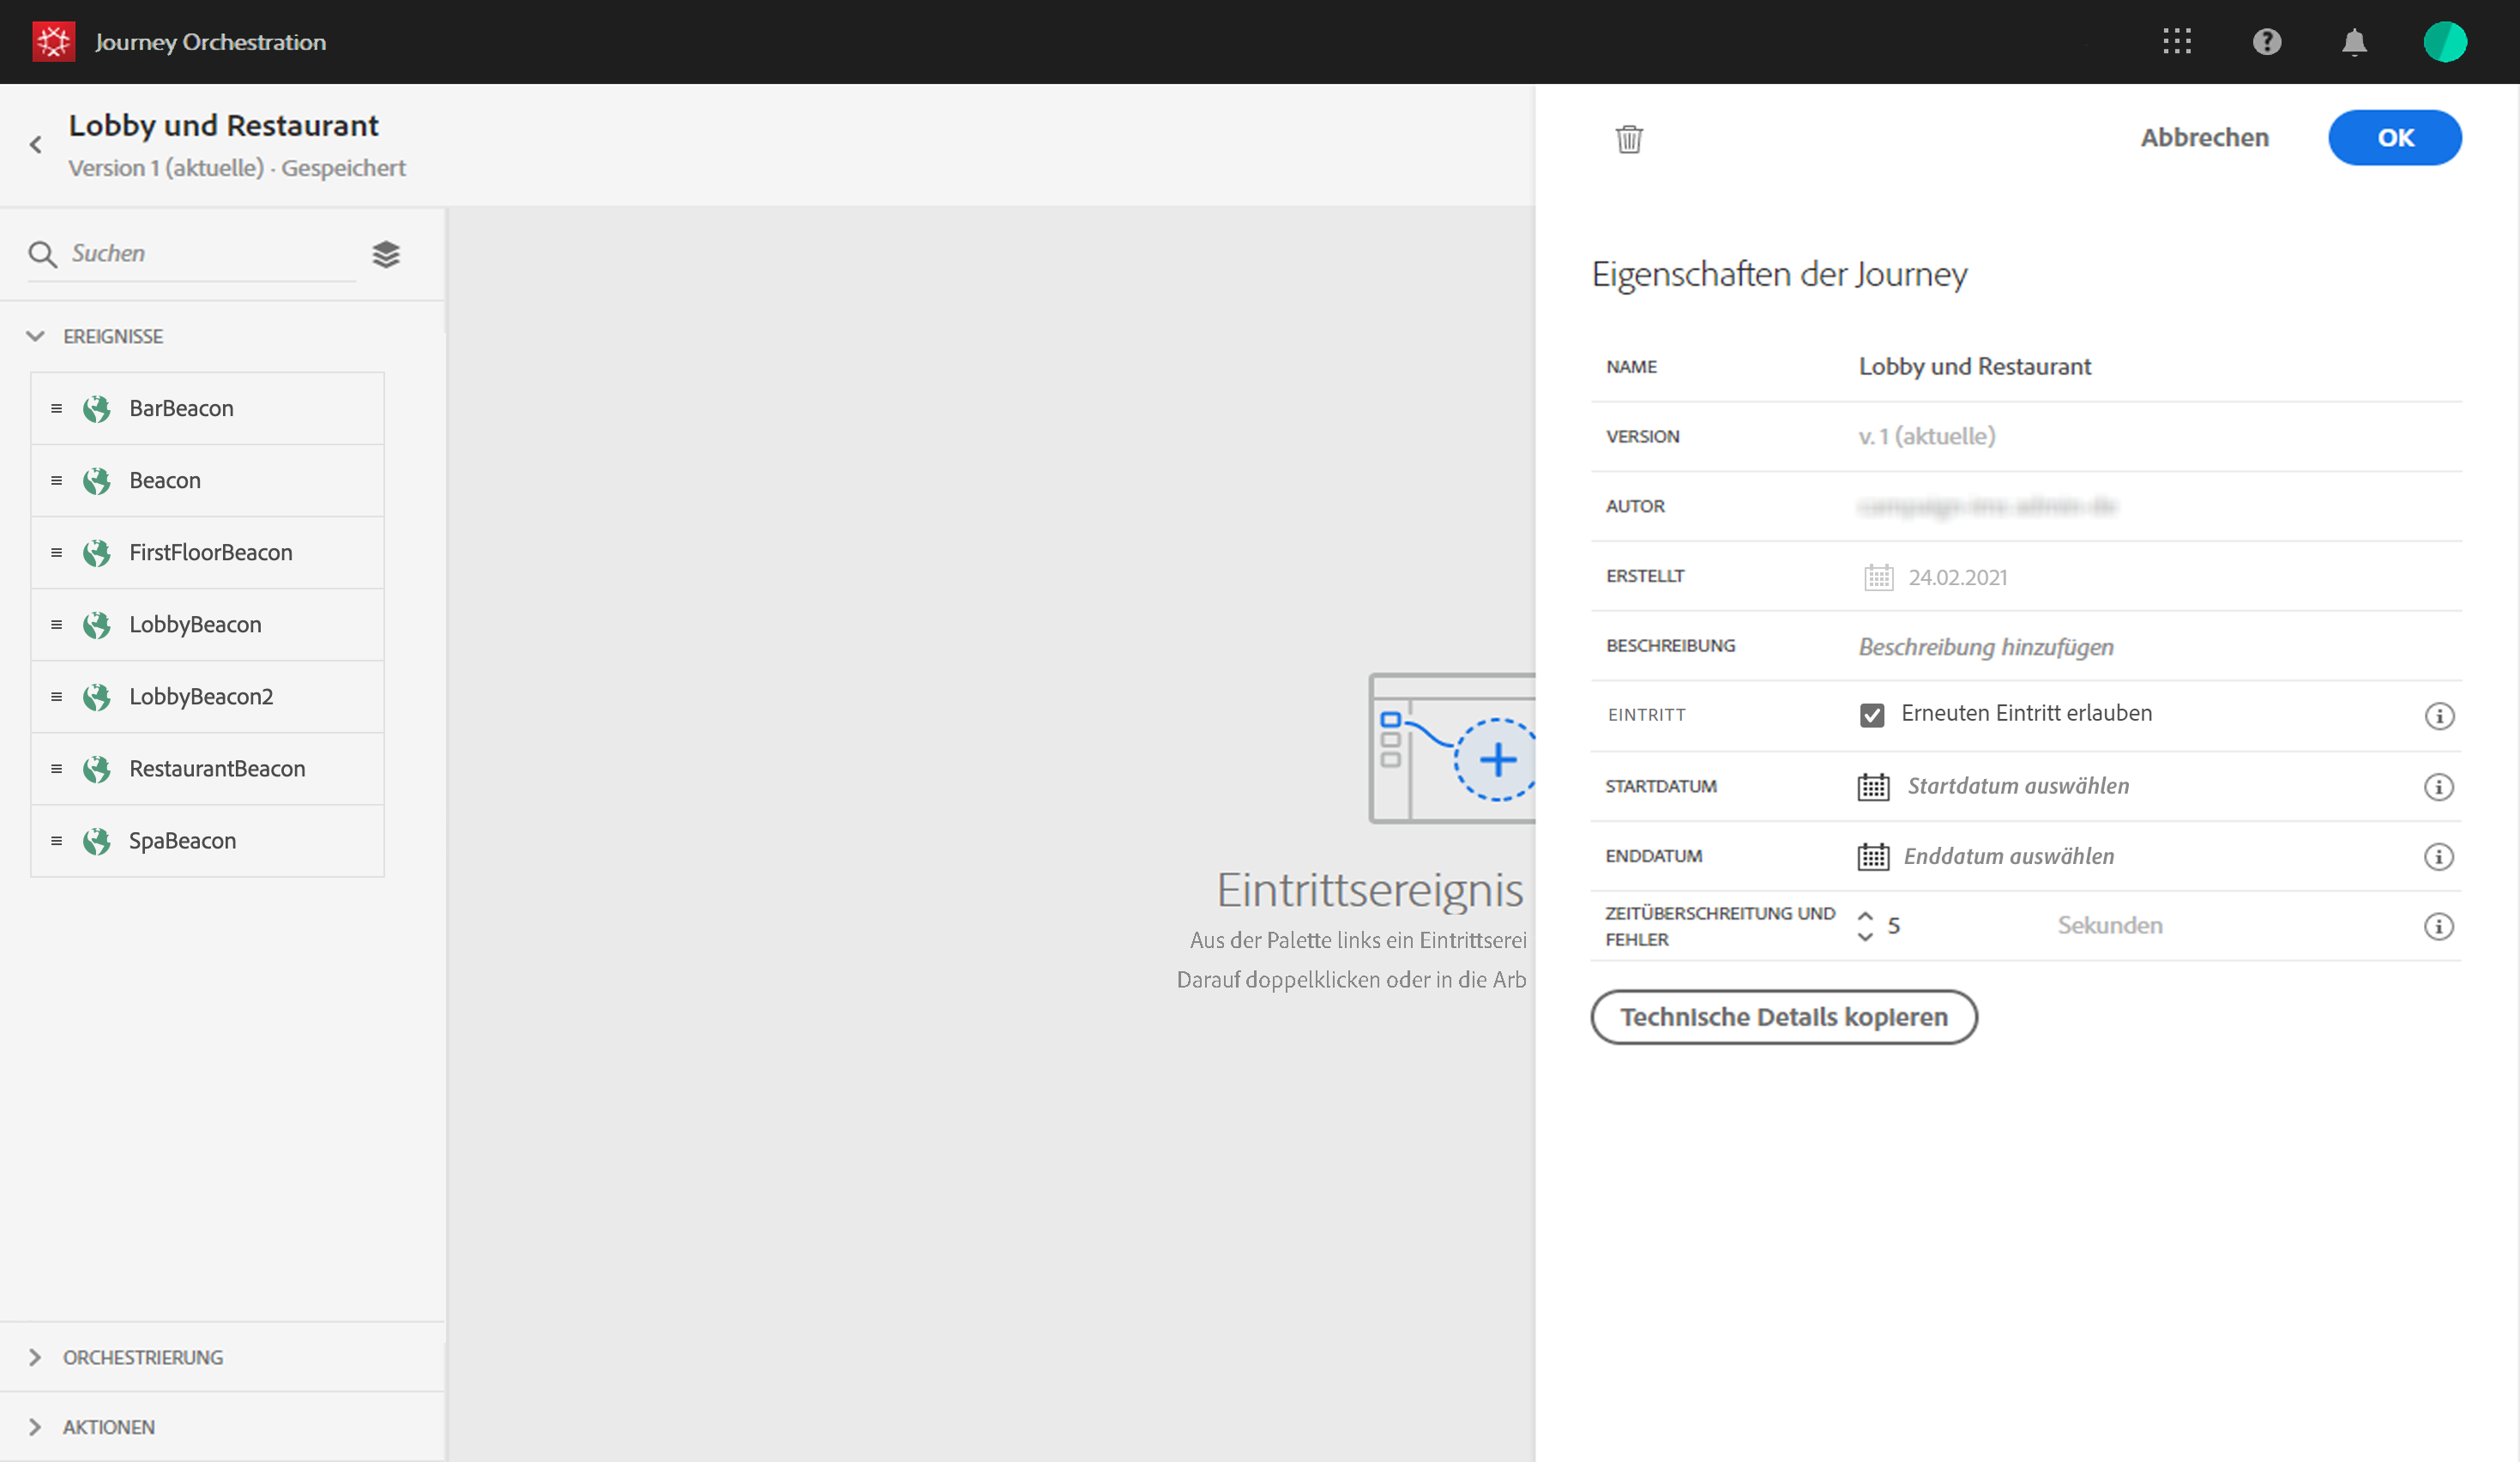 Journey Orchestration
Lobby und Restaurant
Version 1 (aktuelle) · Gespeichert
Suchen
EREIGNISSE
BarBeacon
Beacon
FirstFloorBeacon
LobbyBeacon
LobbyBeacon2
RestaurantBeacon
SpaBeacon
ORCHESTRIERUNG
AKTIONEN
Eintrittsereignis
Aus der Palette links ein Eintrittserei
Darauf doppelklicken oder in die Arb
Abbrechen
OK
Eigenschaften der Journey
NAME Lobby und Restaurant
VERSION v. 1 (aktuelle)
AUTOR
ERSTELLT 24.02.2021
BESCHREIBUNG Beschreibung hinzufügen
EINTRITT Erneuten Eintritt erlauben
STARTDATUM Startdatum auswählen
ENDDATUM Enddatum auswählen
ZEITÜBERSCHREITUNG UND
FEHLER 5 Sekunden
Technische Details kopieren